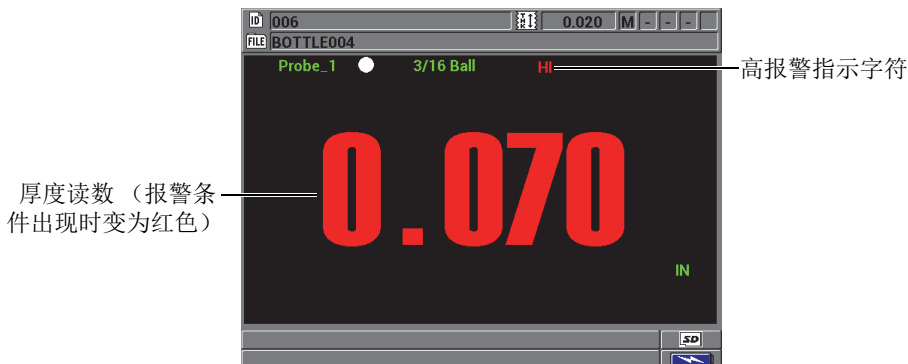 ID 006 0.020 M - - -
FILE BOTTLE004
Probe_1 3/16 Ball HI
高报警指示字符
0.070
厚度读数 （报警条
件出现时变为红色）
IN
SD